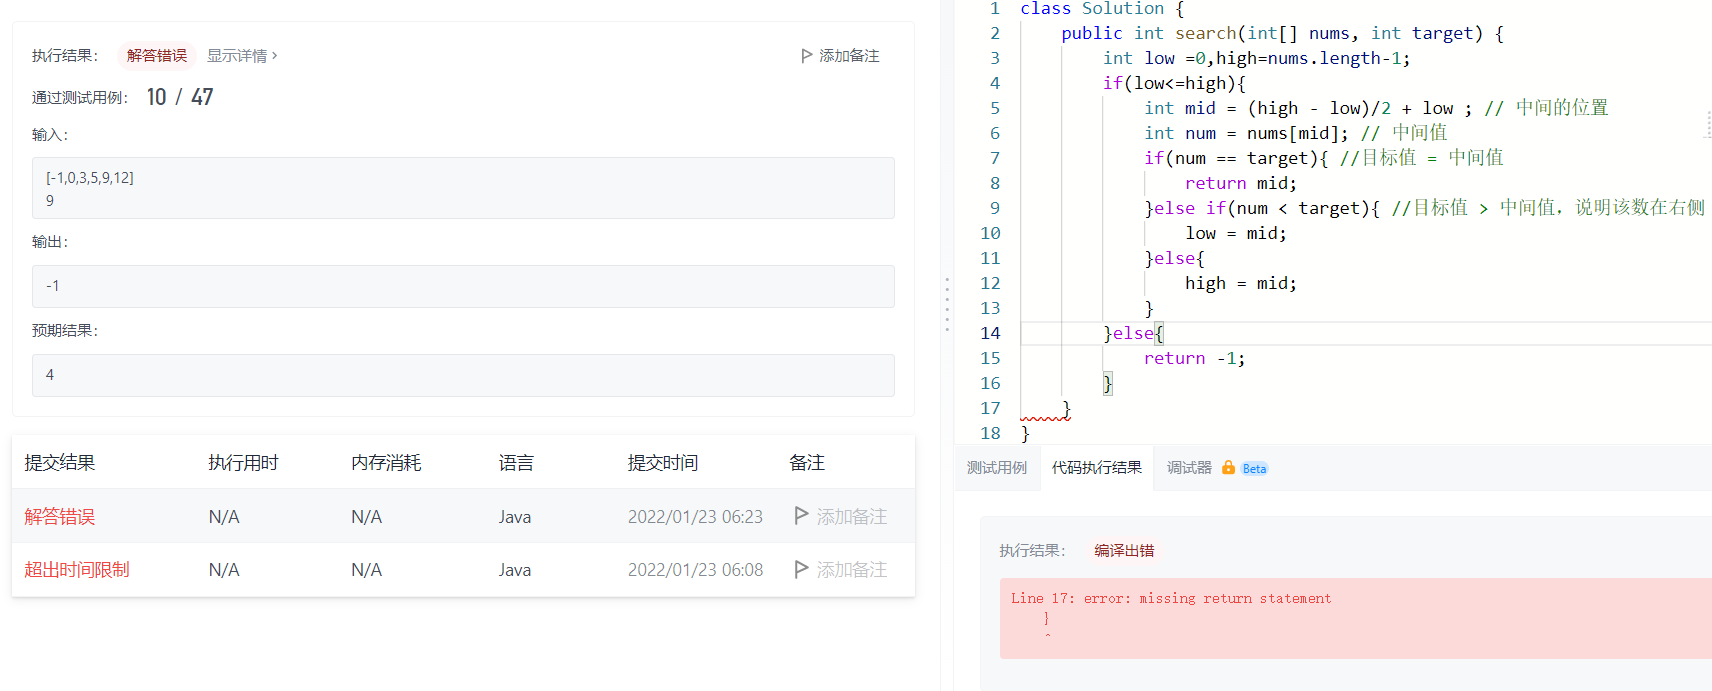 执行结果： 解答错误 显示详情 › 添加备注
通过测试用例： 10 / 47
输入：
[-1,0,3,5,9,12]
9
输出：
-1
预期结果：
4
提交结果 执行用时 内存消耗 语言 提交时间 备注
解答错误 N/A N/A Java 2022/01/23 06:23 添加备注
超出时间限制 N/A N/A Java 2022/01/23 06:08 添加备注
1 class Solution {
2 public int search(int[] nums, int target) {
3 int low =0,high=nums.length-1;
4 if(low<=high){
5 int mid = (high - low)/2 + low ; // 中间的位置
6 int num = nums[mid]; // 中间值
7 if(num == target){ //目标值 = 中间值
8 return mid;
9 }else if(num < target){ //目标值 > 中间值，说明该数在右侧
10 low = mid;
11 }else{
12 high = mid;
13 }
14 }else{
15 return -1;
16 }
17 }
18 }
测试用例 代码执行结果 调试器 Beta
执行结果： 编译出错
Line 17: error: missing return statement
}
^